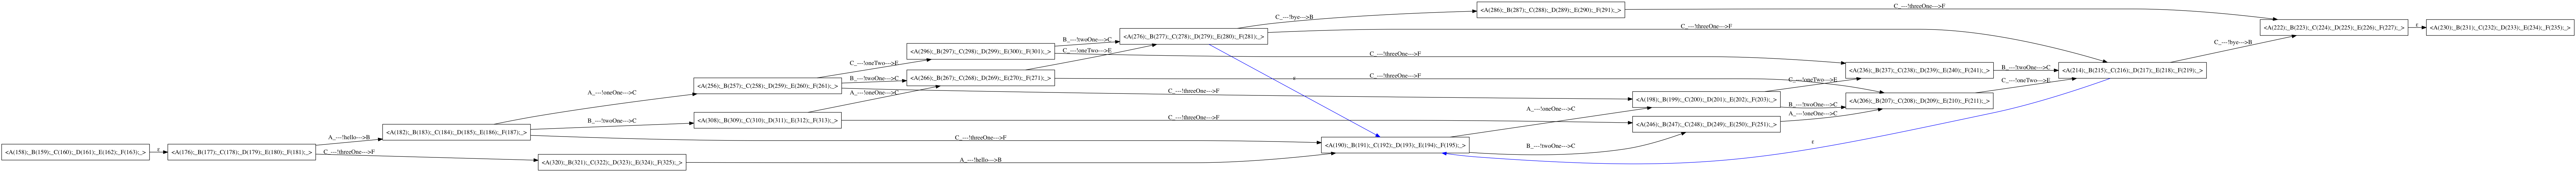 <A(286);_B(287);_C(288);_D(289);_E(290);_F(291);_>
C_---!threeOne--->F
C_---!bye--->B
<A(222);_B(223);_C(224);_D(225);_E(226);_F(227);_>
ε
<A(230);_B(231);_C(232);_D(233);_E(234);_F(235);_>
C_---!threeOne--->F
<A(276);_B(277);_C(278);_D(279);_E(280);_F(281);_>
B_---!twoOne--->C
C_---!bye--->B
<A(296);_B(297);_C(298);_D(299);_E(300);_F(301);_>
C_---!oneTwo--->E
C_---!threeOne--->F
C_---!oneTwo--->E
B_---!twoOne--->C
<A(236);_B(237);_C(238);_D(239);_E(240);_F(241);_>
<A(214);_B(215);_C(216);_D(217);_E(218);_F(219);_>
B_---!twoOne--->C
<A(266);_B(267);_C(268);_D(269);_E(270);_F(271);_>
ε
C_---!threeOne--->F
C_---!oneTwo--->E
C_---!oneTwo--->E
<A(256);_B(257);_C(258);_D(259);_E(260);_F(261);_>
A_---!oneOne--->C
C_---!threeOne--->F
A_---!oneOne--->C
<A(198);_B(199);_C(200);_D(201);_E(202);_F(203);_>
<A(206);_B(207);_C(208);_D(209);_E(210);_F(211);_>
B_---!twoOne--->C
A_---!oneOne--->C
A_---!oneOne--->C
<A(308);_B(309);_C(310);_D(311);_E(312);_F(313);_>
B_---!twoOne--->C
C_---!threeOne--->F
<A(246);_B(247);_C(248);_D(249);_E(250);_F(251);_>
<A(182);_B(183);_C(184);_D(185);_E(186);_F(187);_>
A_---!hello--->B
C_---!threeOne--->F
<A(190);_B(191);_C(192);_D(193);_E(194);_F(195);_>
B_---!twoOne--->C
ε
<A(158);_B(159);_C(160);_D(161);_E(162);_F(163);_>
ε
<A(176);_B(177);_C(178);_D(179);_E(180);_F(181);_>
C_---!threeOne--->F
<A(320);_B(321);_C(322);_D(323);_E(324);_F(325);_>
A_---!hello--->B